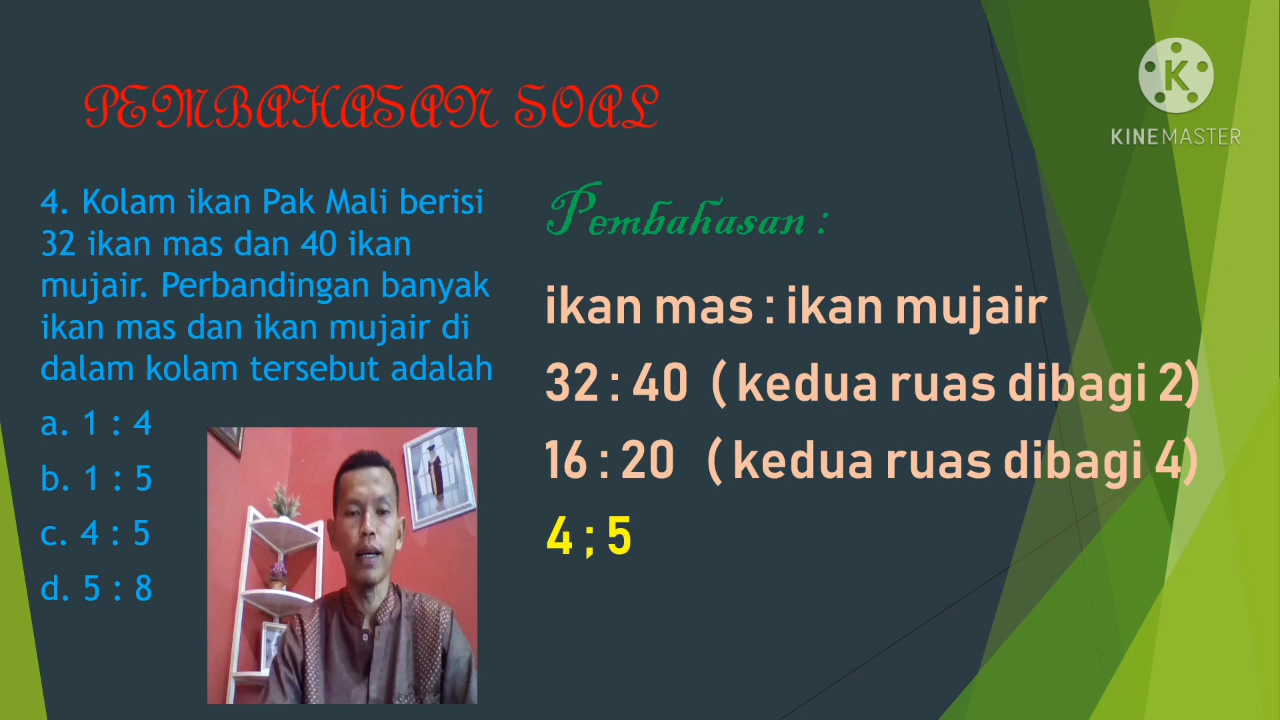 PEMBAHASAN SOAL
4. Kolam ikan Pak Mali berisi
32 ikan mas dan 40 ikan
mujair. Perbandingan banyak
ikan mas dan ikan mujair di
dalam kolam tersebut adalah
a. 1 : 4
b. 1 : 5
c. 4 : 5
d. 5 : 8
Pembahasan :
ikan mas : ikan mujair
32 : 40 ( kedua ruas dibagi 2)
16 : 20 ( kedua ruas dibagi 4)
4 ; 5
K
KINEMASTER